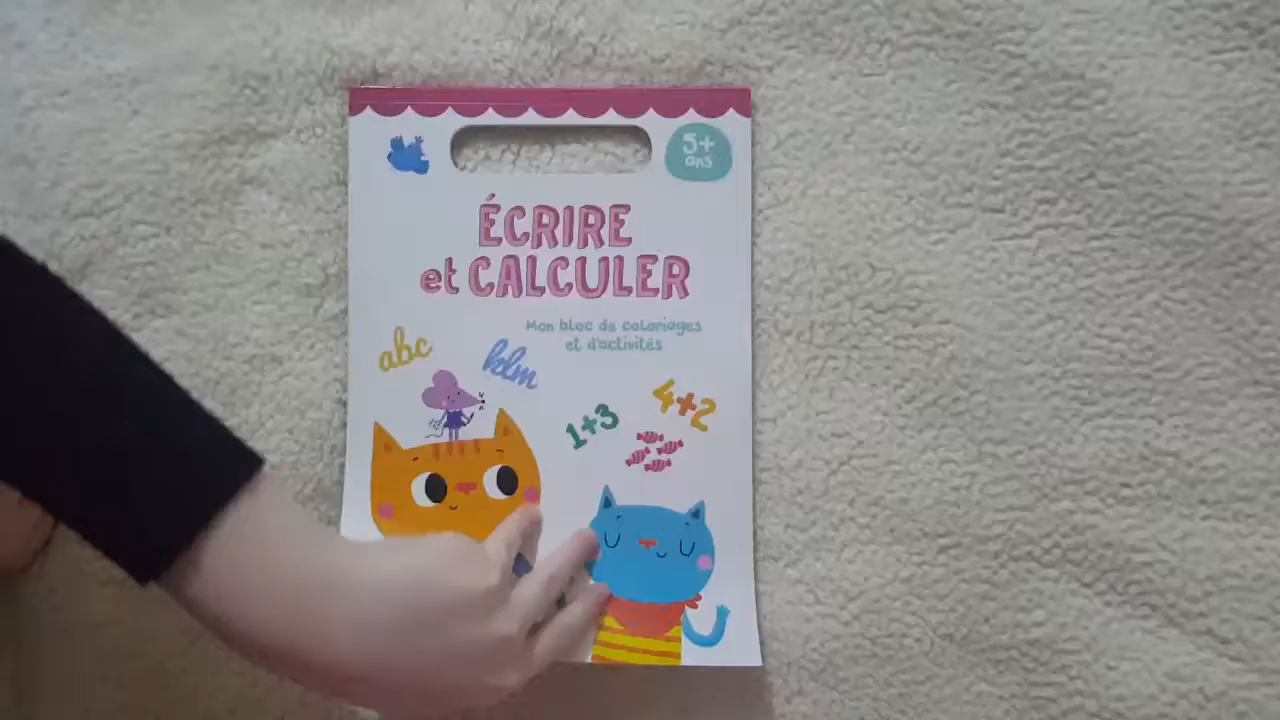 5+
ans
ÉCRIRE
et CALCULER
Mon bloc de coloriages
et d'activités
abc
klm
1+3
4+2